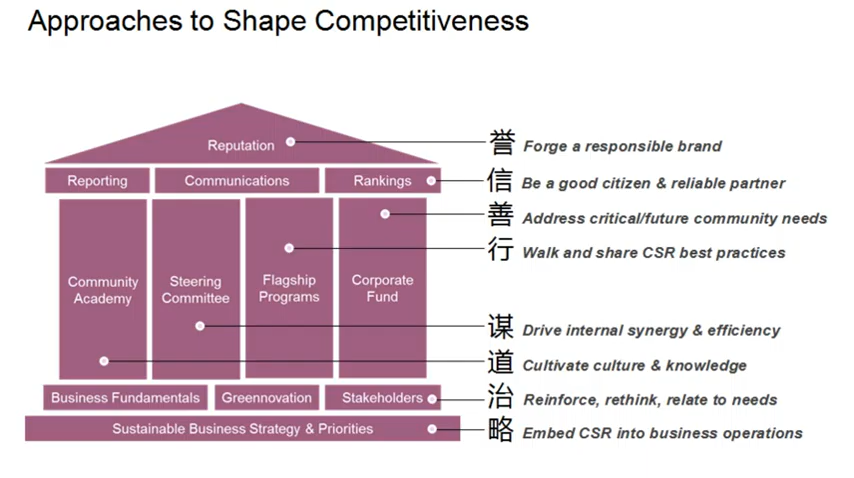 Approaches to Shape Competitiveness
Reputation
誉 Forge a responsible brand
Reporting Communications Rankings
信 Be a good citizen & reliable partner
善 Address critical/future community needs
行 Walk and share CSR best practices
Community Academy
Steering Committee
Flagship Programs
Corporate Fund
谋 Drive internal synergy & efficiency
道 Cultivate culture & knowledge
Business Fundamentals Greennovation Stakeholders
治 Reinforce, rethink, relate to needs
Sustainable Business Strategy & Priorities
略 Embed CSR into business operations